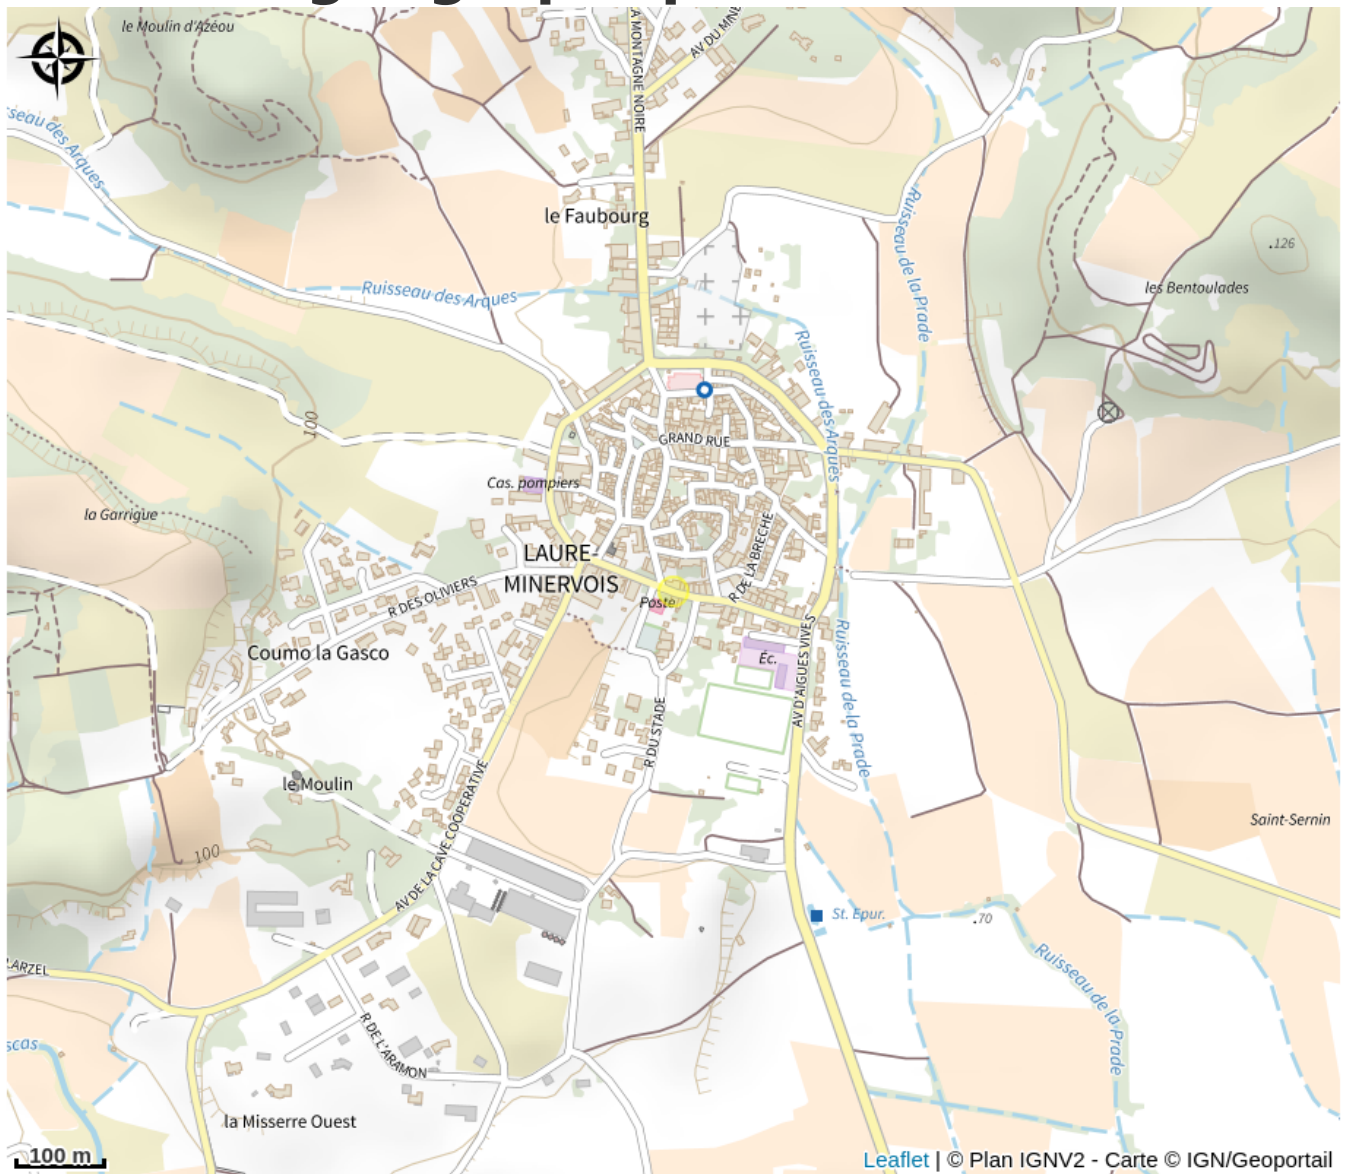 le Moulin d'Azéou
LA MONTAGNE NOIRE
AV DU MINE
Ruisseau des Arques
le Faubourg
Ruisseau de la Prade
.126
les Bentoulades
Ruisseau des Arques
Ruisseau des Arques
100
GRAND RUE
Cas. pompiers
la Garrigue
R DE LA BRECHE
LAURE-
MINERVOIS
R DES OLIVIERS
Poste
Coumo la Gasco
Éc.
AV D'AIGUES VIVES
Ruisseau de la Prade
R DU STADE
le Moulin
AV DE LA CAVE COOPERATIVE
Saint-Sernin
100
St. Epur.
.70
LARZEL
Ruisseau de la Prade
scas
R DE L'ARAMON
la Misserre Ouest
100 m
Leaflet | © Plan IGNV2 - Carte © IGN/Geoportail